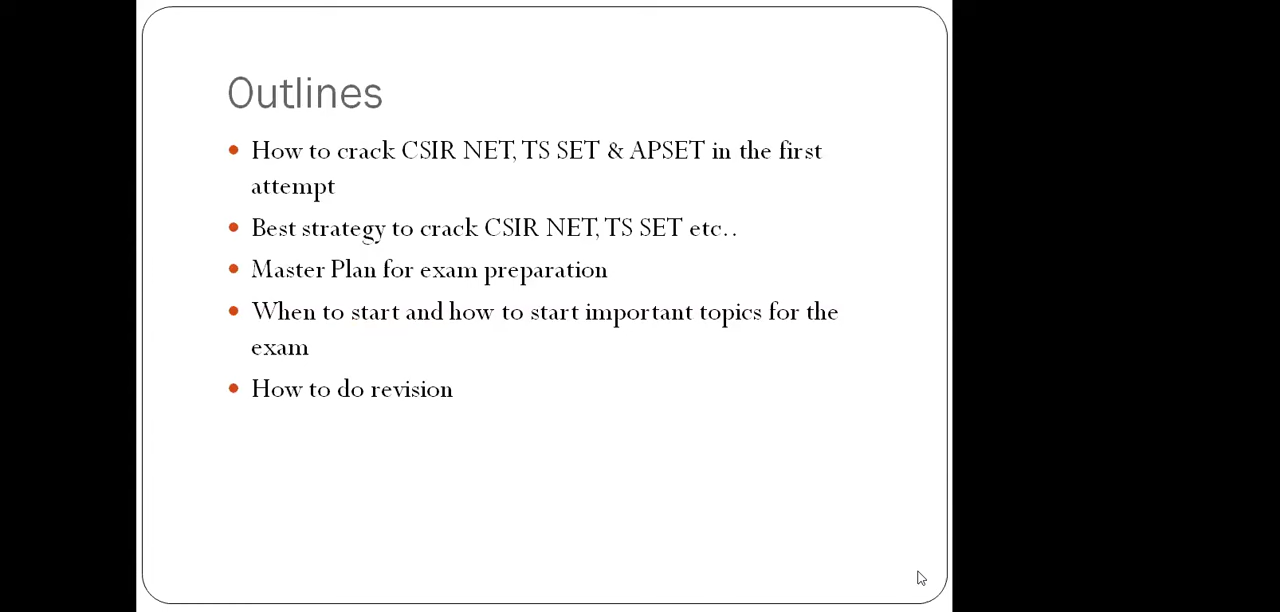 Outlines
How to crack CSIR NET, TS SET & APSET in the first
attempt
Best strategy to crack CSIR NET, TS SET etc..
Master Plan for exam preparation
When to start and how to start important topics for the
exam
How to do revision